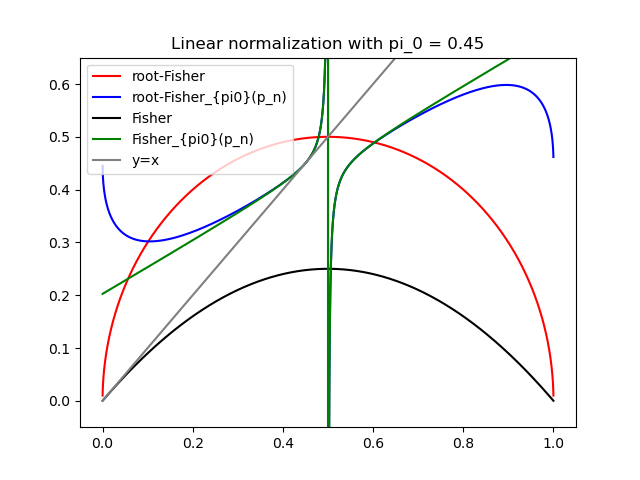 Linear normalization with pi_0 = 0.45
root-Fisher
root-Fisher_{pi0}(p_n)
Fisher
Fisher_{pi0}(p_n)
y=x
0.6
0.5
0.4
0.3
0.2
0.1
0.0
0.0 0.2 0.4 0.6 0.8 1.0